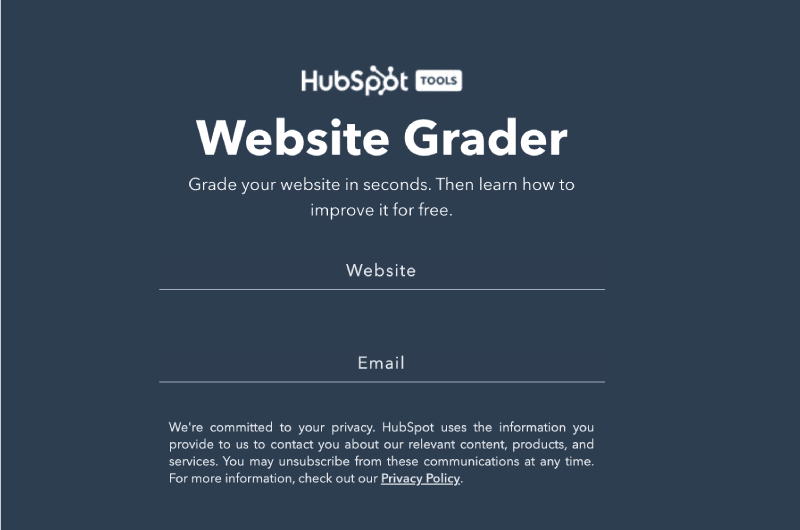 HubSpot TOOLS
Website Grader
Grade your website in seconds. Then learn how to
improve it for free.
Website
Email
We're committed to your privacy. HubSpot uses the information you
provide to us to contact you about our relevant content, products, and
services. You may unsubscribe from these communications at any time.
For more information, check out our Privacy Policy.